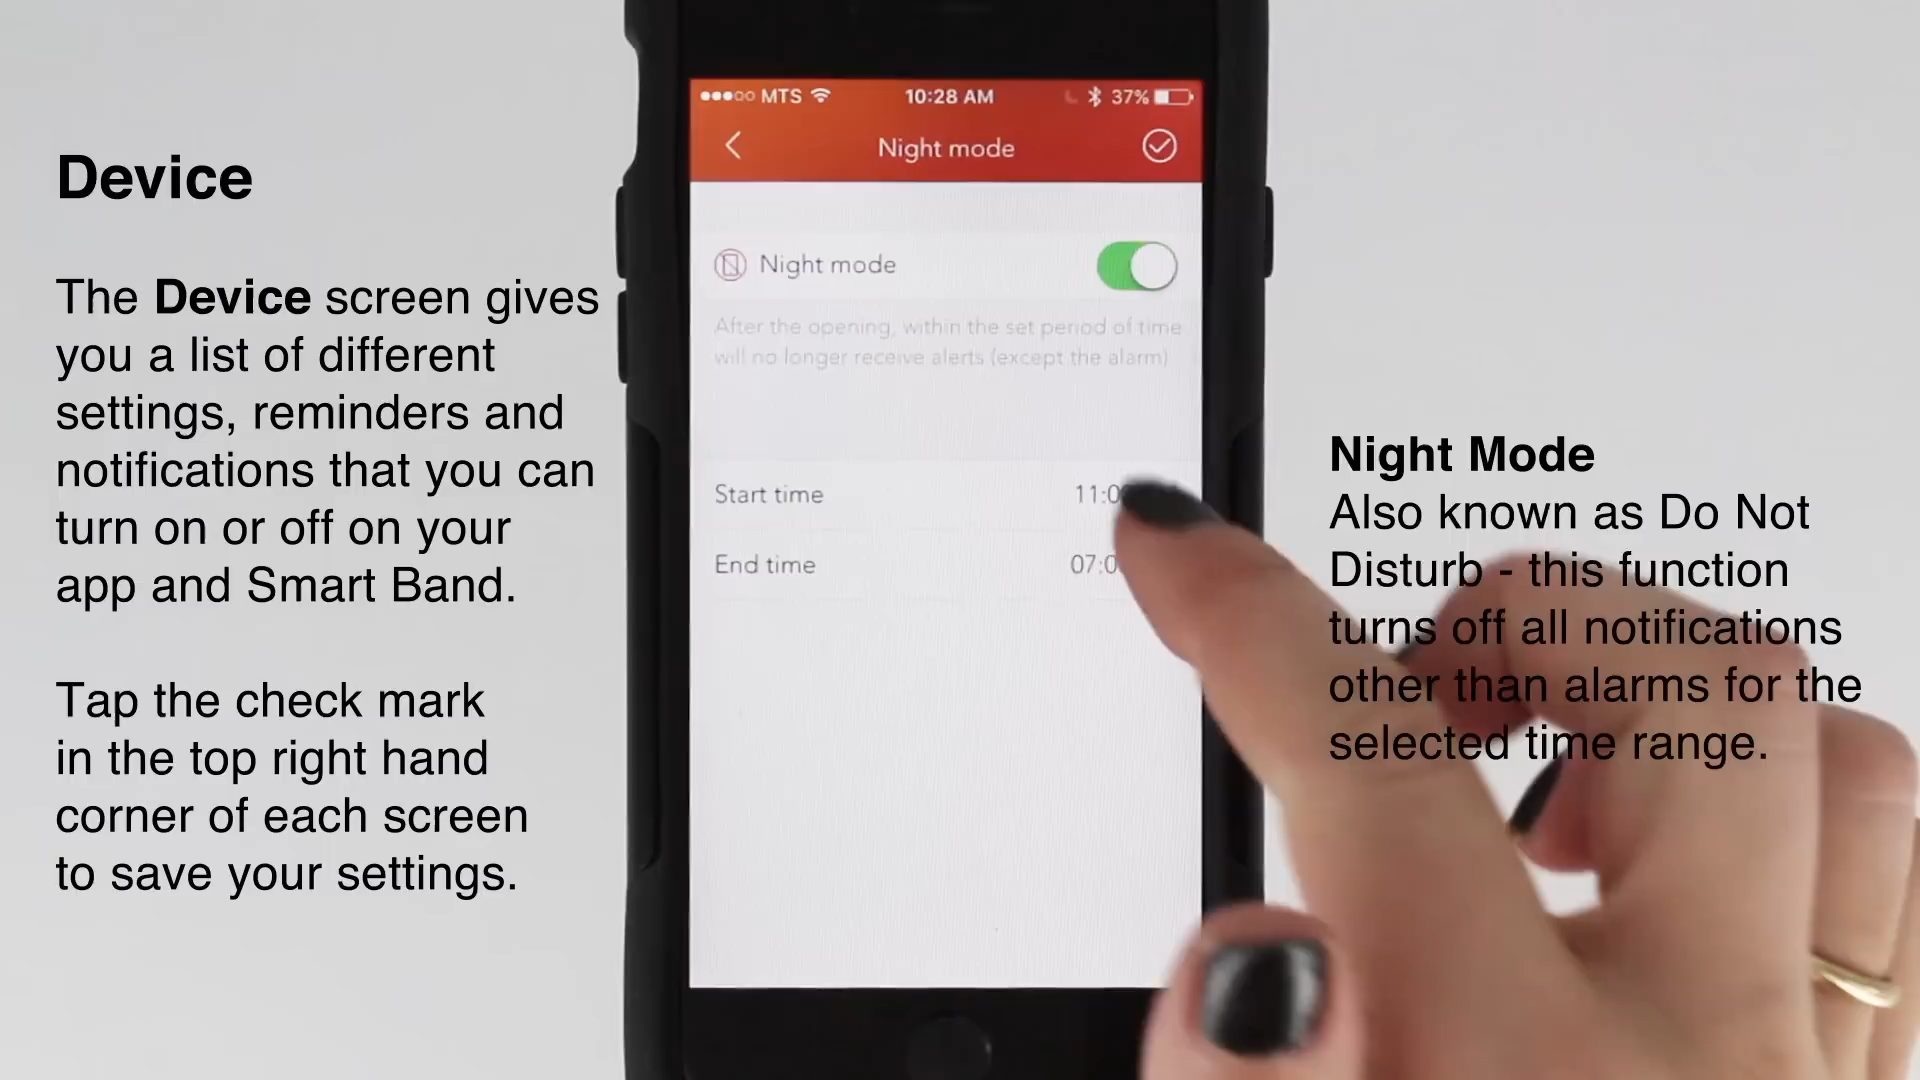 Device
The Device screen gives
you a list of different
settings, reminders and
notifications that you can
turn on or off on your
app and Smart Band.
Tap the check mark
in the top right hand
corner of each screen
to save your settings.
MTS 10:28 AM 37%
Night mode
Night mode
After the opening, within the set period of time
will no longer receive alerts (except the alarm)
Start time
End time
Night Mode
Also known as Do Not
Disturb - this function
turns off all notifications
other than alarms for the
selected time range.